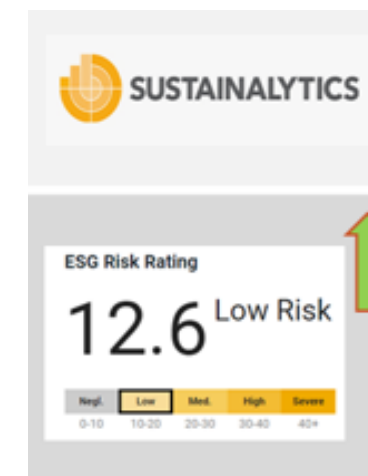 SUSTAINALYTICS
ESG Risk Rating
12.6 Low Risk
Negl. Low Med. High Severe
0-10 10-20 20-30 30-40 40+